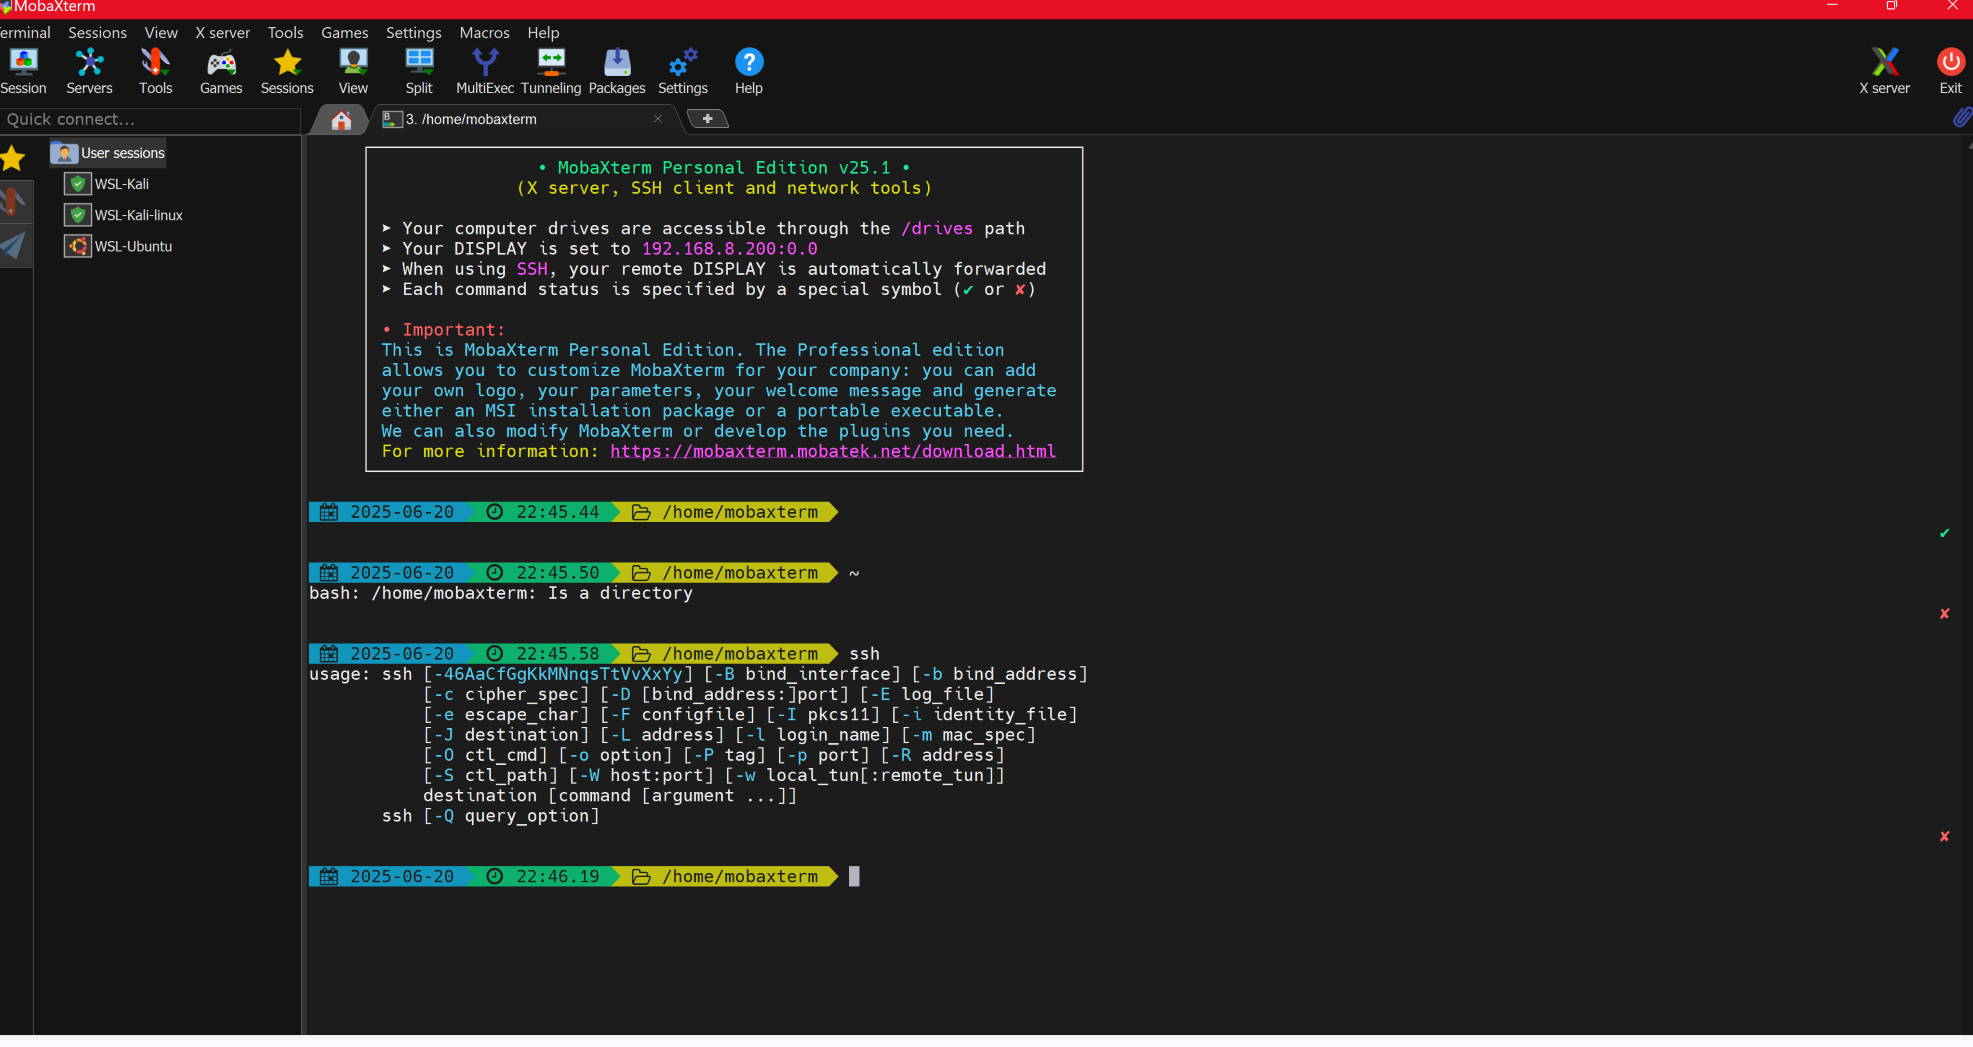 MobaXterm
erminal Sessions View X server Tools Games Settings Macros Help
Session Servers Tools Games Sessions View Split MultiExec Tunneling Packages Settings Help X server Exit
Quick connect...
3. /home/mobaxterm
User sessions
WSL-Kali
WSL-Kali-linux
WSL-Ubuntu
• MobaXterm Personal Edition v25.1 •
(X server, SSH client and network tools)
➤ Your computer drives are accessible through the /drives path
➤ Your DISPLAY is set to 192.168.8.200:0.0
➤ When using SSH, your remote DISPLAY is automatically forwarded
➤ Each command status is specified by a special symbol (✔ or ✘)
• Important:
This is MobaXterm Personal Edition. The Professional edition
allows you to customize MobaXterm for your company: you can add
your own logo, your parameters, your welcome message and generate
either an MSI installation package or a portable executable.
We can also modify MobaXterm or develop the plugins you need.
For more information: https://mobaxterm.mobatek.net/download.html
2025-06-20 22:45.44 /home/mobaxterm
✔
2025-06-20 22:45.50 /home/mobaxterm ~
bash: /home/mobaxterm: Is a directory
✘
2025-06-20 22:45.58 /home/mobaxterm ssh
usage: ssh [-46AaCfGgKkMNnqsTtVvXxYy] [-B bind_interface] [-b bind_address]
[-c cipher_spec] [-D [bind_address:]port] [-E log_file]
[-e escape_char] [-F configfile] [-I pkcs11] [-i identity_file]
[-J destination] [-L address] [-l login_name] [-m mac_spec]
[-O ctl_cmd] [-o option] [-P tag] [-p port] [-R address]
[-S ctl_path] [-W host:port] [-w local_tun[:remote_tun]]
destination [command [argument ...]]
ssh [-Q query_option]
✘
2025-06-20 22:46.19 /home/mobaxterm